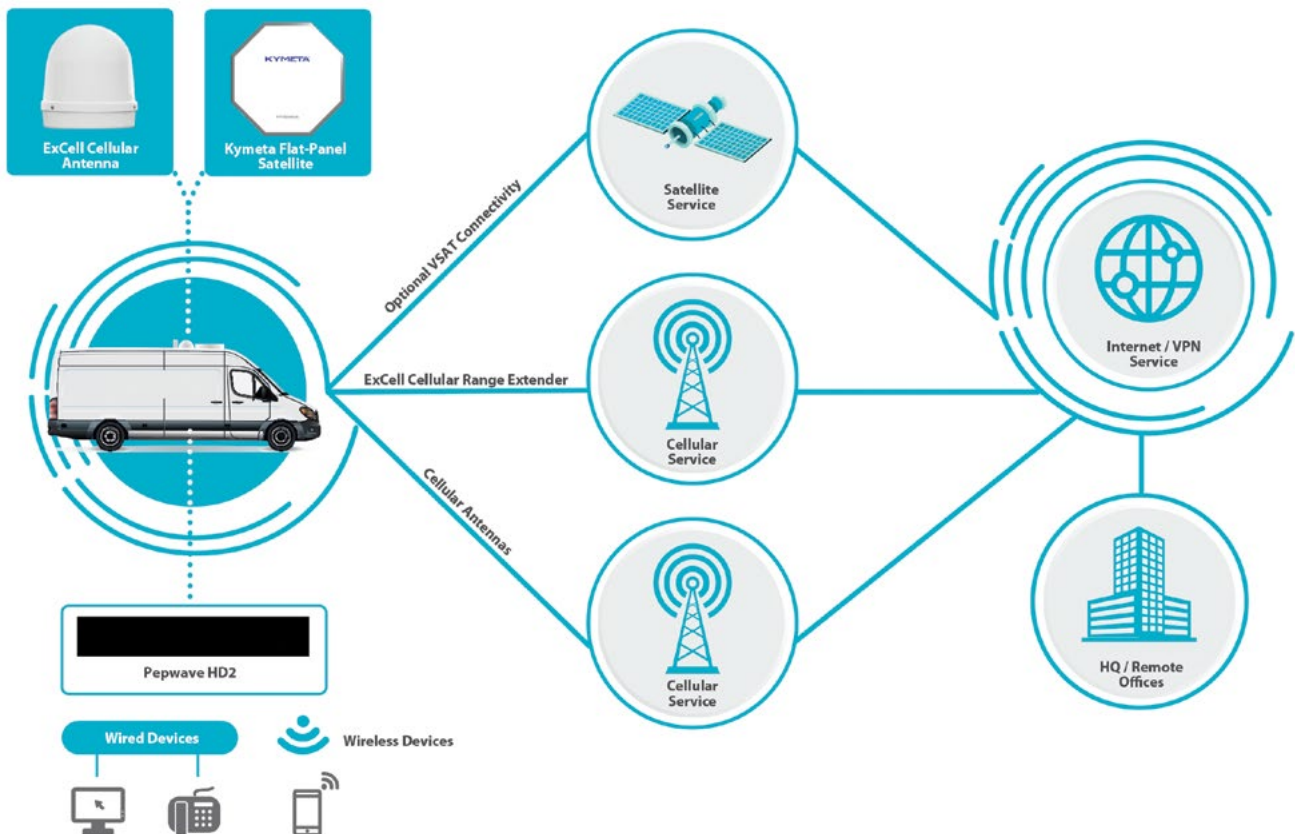 KYMETA
ExCell Cellular
Antenna
Kymeta Flat-Panel
Satellite
Optional VSAT Connectivity
Satellite
Service
ExCell Cellular Range Extender
Cellular
Service
Cellular Antennas
Cellular
Service
Internet / VPN
Service
HQ / Remote
Offices
Pepwave HD2
Wired Devices
Wireless Devices